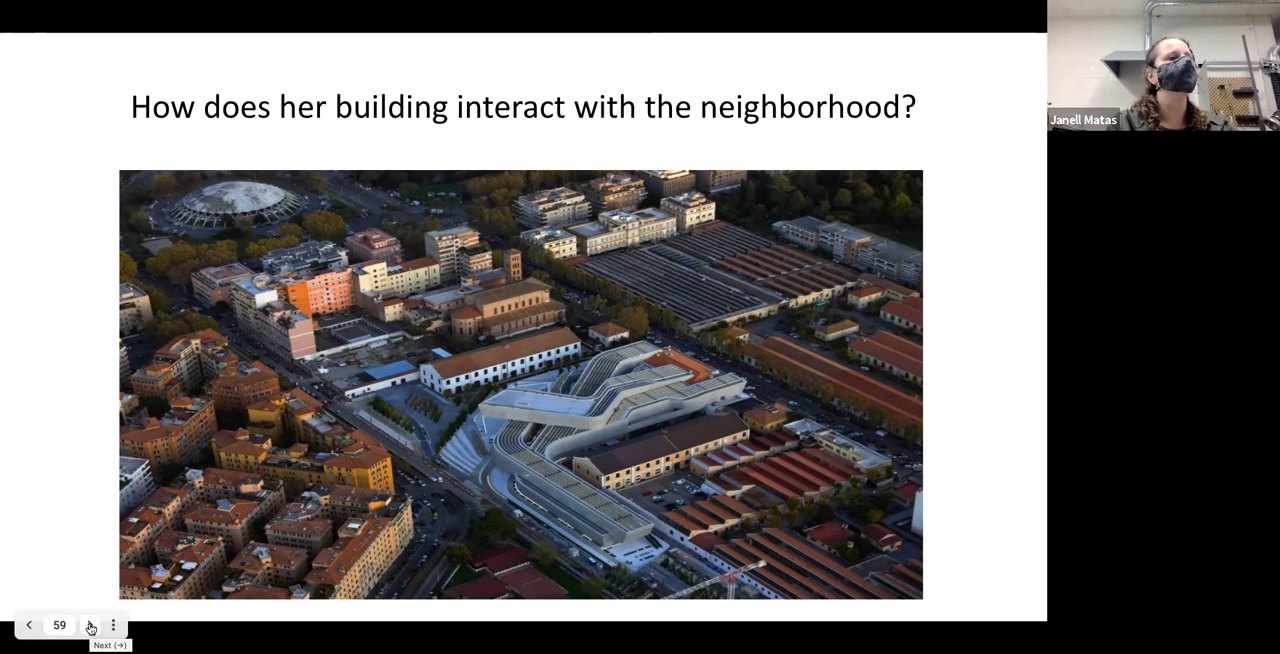 How does her building interact with the neighborhood?
Janell Matas
59
Next (→)